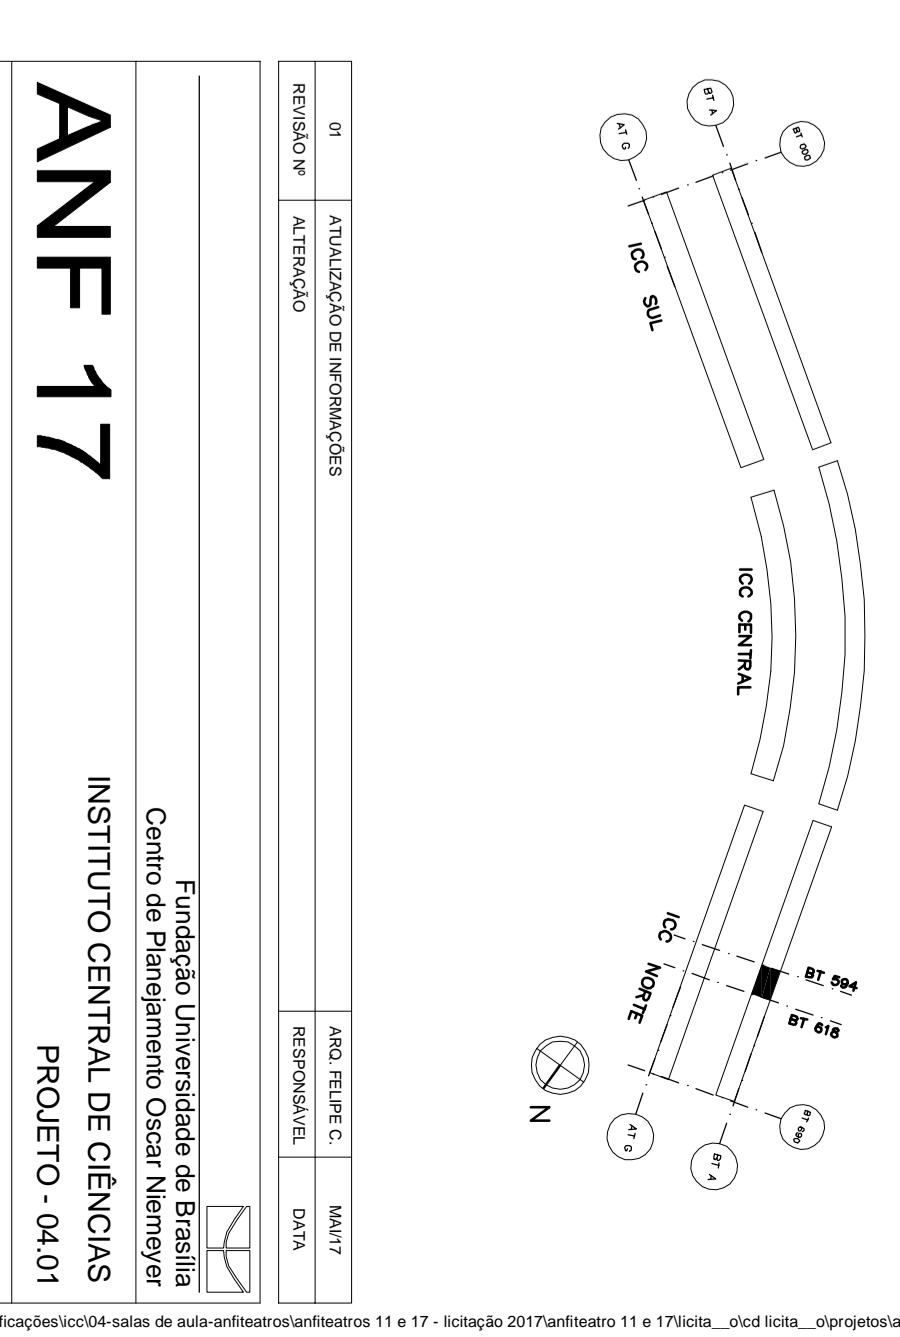 BT A
AT G
BT 000
ICC SUL
ICC CENTRAL
ICC NORTE
BT 594
BT 618
BT 690
AT G
BT A
N
01
ATUALIZAÇÃO DE INFORMAÇÕES
ARQ. FELIPE C.
MAI/17
REVISÃO Nº
ALTERAÇÃO
RESPONSÁVEL
DATA
Fundação Universidade de Brasília
Centro de Planejamento Oscar Niemeyer
ANF 17
INSTITUTO CENTRAL DE CIÊNCIAS
PROJETO - 04.01
ficações\icc\04-salas de aula-anfiteatros\anfiteatros 11 e 17 - licitação 2017\anfiteatro 11 e 17\licita__o\cd licita__o\projetos\a